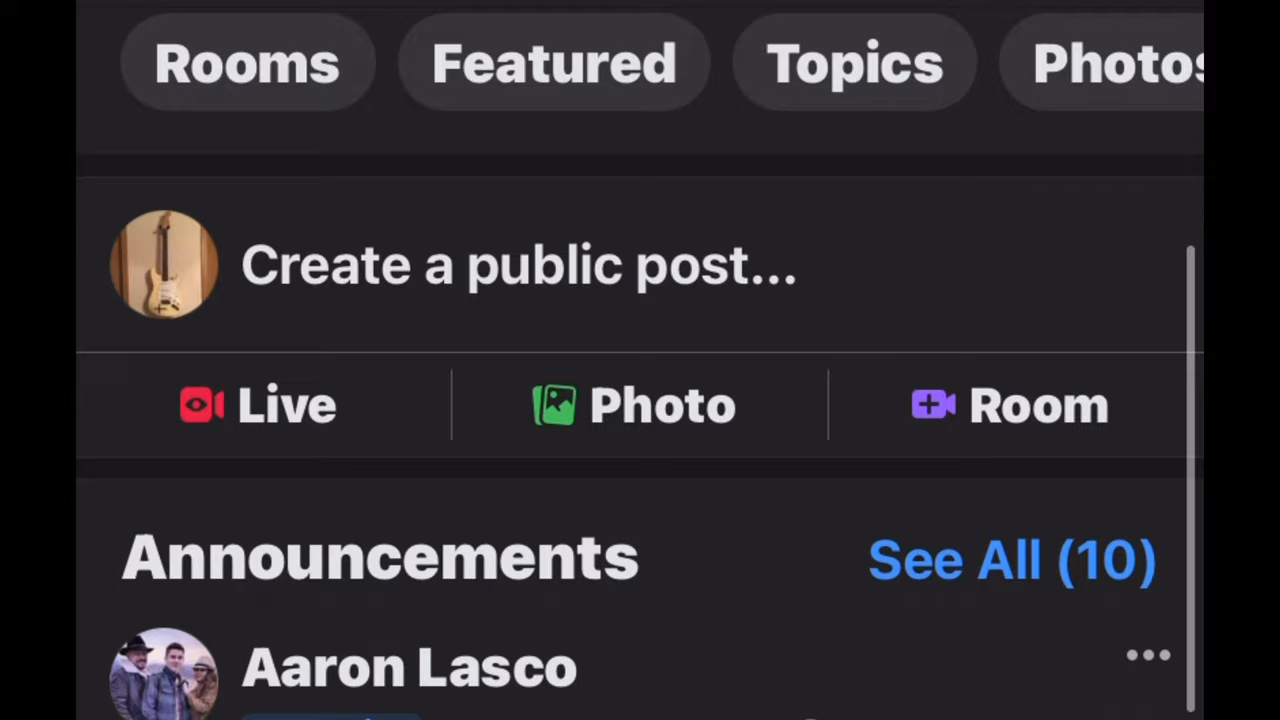 Rooms Featured Topics Photos
Create a public post...
Live Photo Room
Announcements See All (10)
Aaron Lasco